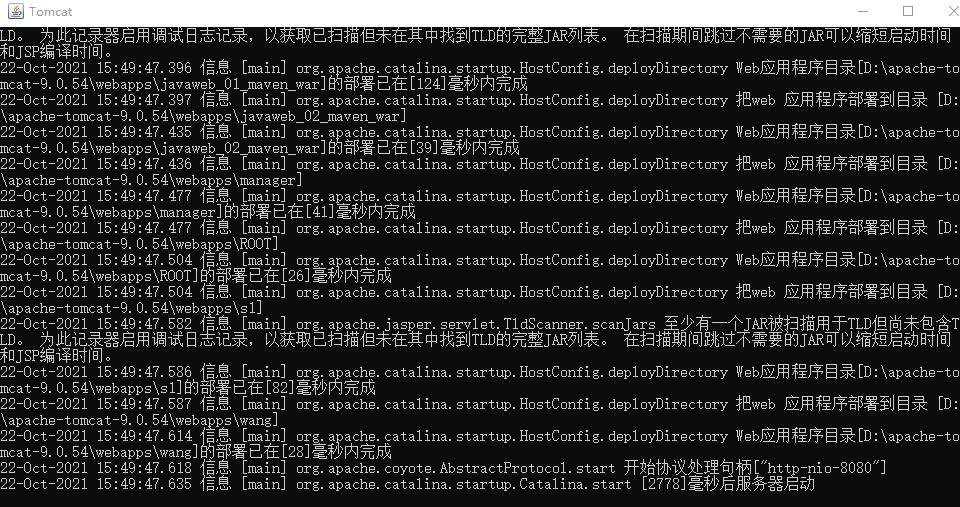 Tomcat
LD。 为此记录器启用调试日志记录，以获取已扫描但未在其中找到TLD的完整JAR列表。 在扫描期间跳过不需要的JAR可以缩短启动时间
和JSP编译时间。
22-Oct-2021 15:49:47.396 信息 [main] org.apache.catalina.startup.HostConfig.deployDirectory Web应用程序目录[D:\apache-to
mcat-9.0.54\webapps\javaweb_01_maven_war]的部署已在[124]毫秒内完成
22-Oct-2021 15:49:47.397 信息 [main] org.apache.catalina.startup.HostConfig.deployDirectory 把web 应用程序部署到目录 [D:
\apache-tomcat-9.0.54\webapps\javaweb_02_maven_war]
22-Oct-2021 15:49:47.435 信息 [main] org.apache.catalina.startup.HostConfig.deployDirectory Web应用程序目录[D:\apache-to
mcat-9.0.54\webapps\javaweb_02_maven_war]的部署已在[39]毫秒内完成
22-Oct-2021 15:49:47.436 信息 [main] org.apache.catalina.startup.HostConfig.deployDirectory 把web 应用程序部署到目录 [D:
\apache-tomcat-9.0.54\webapps\manager]
22-Oct-2021 15:49:47.477 信息 [main] org.apache.catalina.startup.HostConfig.deployDirectory Web应用程序目录[D:\apache-to
mcat-9.0.54\webapps\manager]的部署已在[41]毫秒内完成
22-Oct-2021 15:49:47.477 信息 [main] org.apache.catalina.startup.HostConfig.deployDirectory 把web 应用程序部署到目录 [D:
\apache-tomcat-9.0.54\webapps\ROOT]
22-Oct-2021 15:49:47.504 信息 [main] org.apache.catalina.startup.HostConfig.deployDirectory Web应用程序目录[D:\apache-to
mcat-9.0.54\webapps\ROOT]的部署已在[26]毫秒内完成
22-Oct-2021 15:49:47.504 信息 [main] org.apache.catalina.startup.HostConfig.deployDirectory 把web 应用程序部署到目录 [D:
\apache-tomcat-9.0.54\webapps\s1]
22-Oct-2021 15:49:47.582 信息 [main] org.apache.jasper.servlet.TldScanner.scanJars 至少有一个JAR被扫描用于TLD但尚未包含T
LD。 为此记录器启用调试日志记录，以获取已扫描但未在其中找到TLD的完整JAR列表。 在扫描期间跳过不需要的JAR可以缩短启动时间
和JSP编译时间。
22-Oct-2021 15:49:47.586 信息 [main] org.apache.catalina.startup.HostConfig.deployDirectory Web应用程序目录[D:\apache-to
mcat-9.0.54\webapps\s1]的部署已在[82]毫秒内完成
22-Oct-2021 15:49:47.587 信息 [main] org.apache.catalina.startup.HostConfig.deployDirectory 把web 应用程序部署到目录 [D:
\apache-tomcat-9.0.54\webapps\wang]
22-Oct-2021 15:49:47.614 信息 [main] org.apache.catalina.startup.HostConfig.deployDirectory Web应用程序目录[D:\apache-to
mcat-9.0.54\webapps\wang]的部署已在[28]毫秒内完成
22-Oct-2021 15:49:47.618 信息 [main] org.apache.coyote.AbstractProtocol.start 开始协议处理句柄["http-nio-8080"]
22-Oct-2021 15:49:47.635 信息 [main] org.apache.catalina.startup.Catalina.start [2778]毫秒后服务器启动